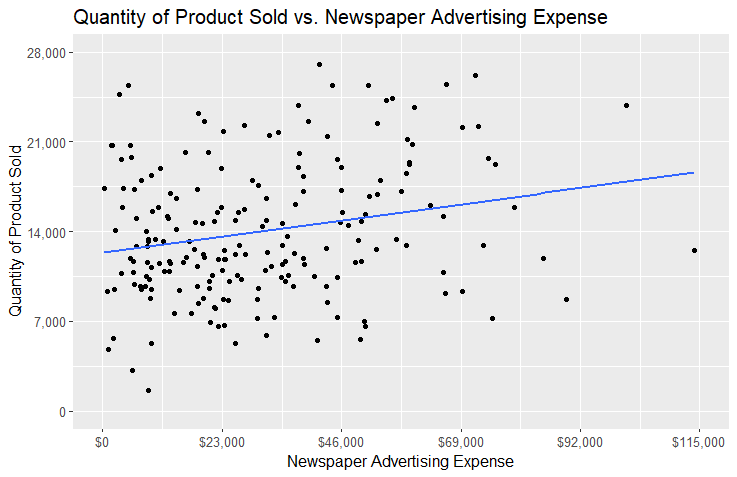 Quantity of Product Sold vs. Newspaper Advertising Expense
Quantity of Product Sold
28,000
21,000
14,000
7,000
0
$0 $23,000 $46,000 $69,000 $92,000 $115,000
Newspaper Advertising Expense